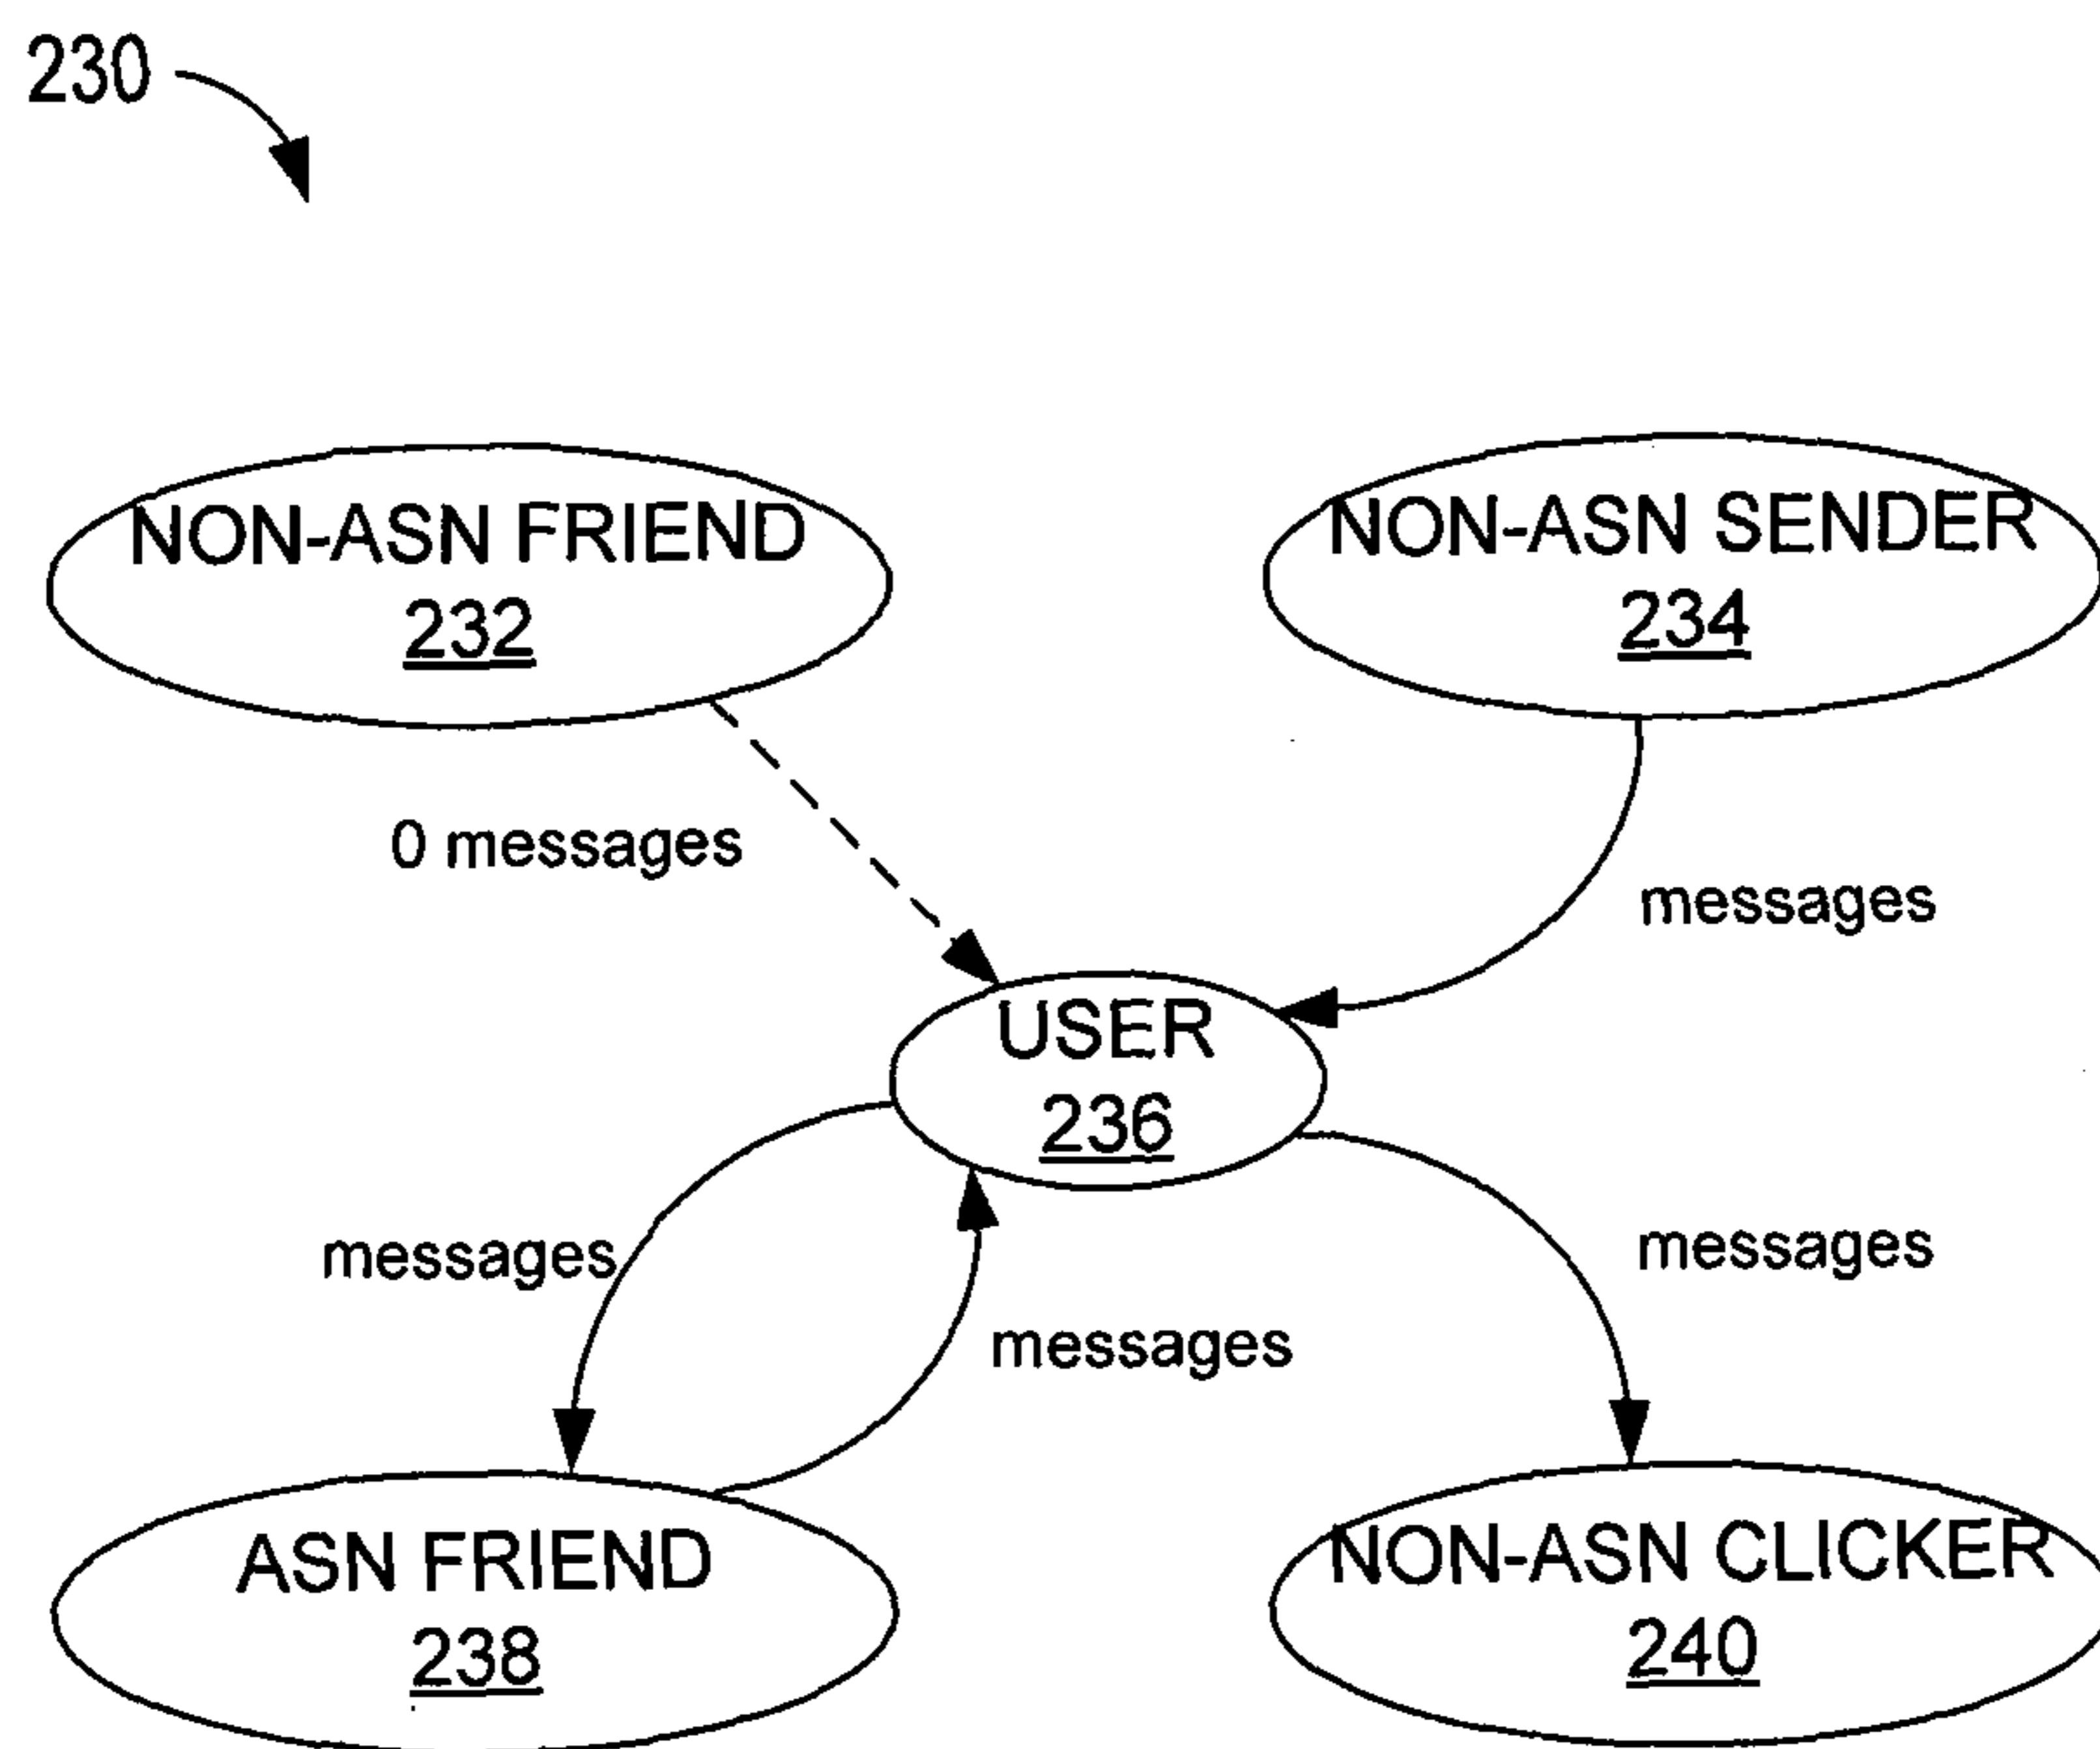 230
NON-ASN FRIEND
232
NON-ASN SENDER
234
0 messages
messages
USER
236
messages
messages
messages
ASN FRIEND
238
NON-ASN CLICKER
240